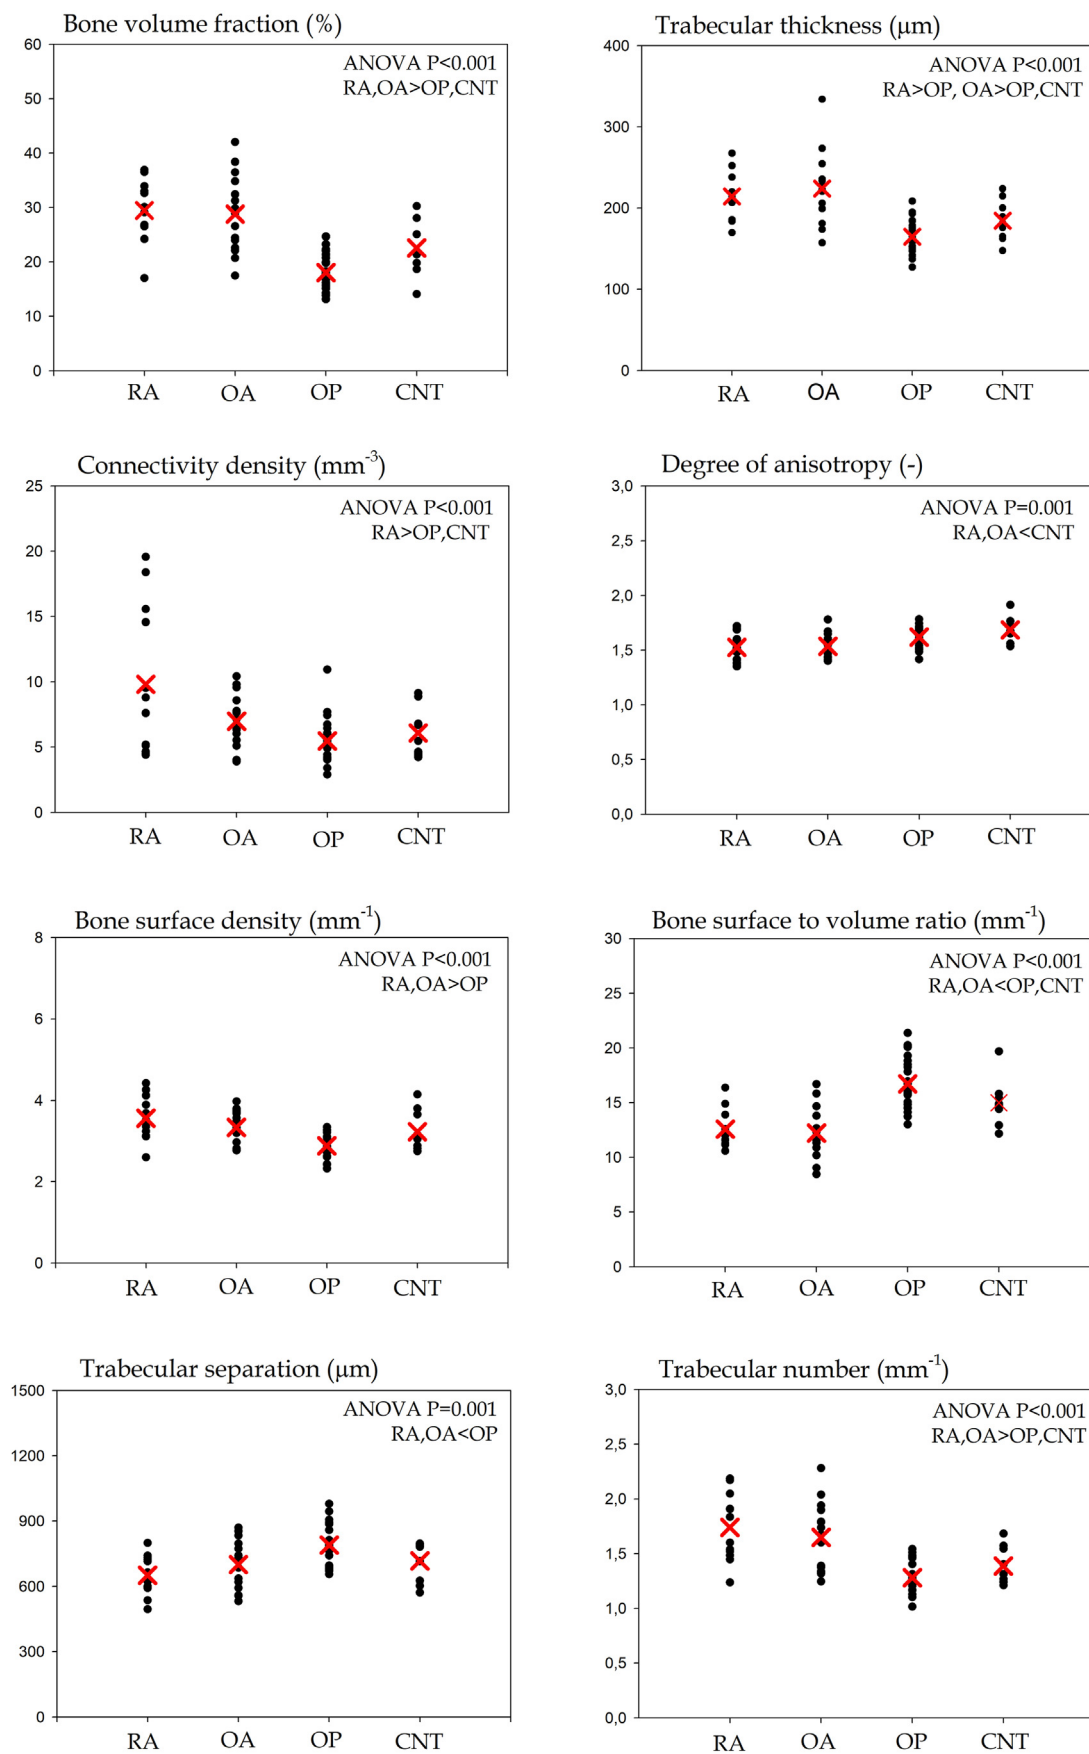 Bone volume fraction (%)
60
50
40
30
20
10
0
ANOVA P<0.001
RA,OA>OP,CNT
RA OA OP CNT
Trabecular thickness (µm)
400
300
200
100
0
ANOVA P<0.001
RA>OP, OA>OP,CNT
RA OA OP CNT
Connectivity density (mm-3)
25
20
15
10
5
0
ANOVA P<0.001
RA>OP,CNT
RA OA OP CNT
Degree of anisotropy (-)
3,0
2,5
2,0
1,5
1,0
0,5
0,0
ANOVA P=0.001
RA,OA<CNT
RA OA OP CNT
Bone surface density (mm-1)
8
6
4
2
0
ANOVA P<0.001
RA,OA>OP
RA OA OP CNT
Bone surface to volume ratio (mm-1)
30
25
20
15
10
5
0
ANOVA P<0.001
RA,OA<OP,CNT
RA OA OP CNT
Trabecular separation (µm)
1500
1200
900
600
300
0
ANOVA P=0.001
RA,OA<OP
RA OA OP CNT
Trabecular number (mm-1)
3,0
2,5
2,0
1,5
1,0
0,5
0,0
ANOVA P<0.001
RA,OA>OP,CNT
RA OA OP CNT